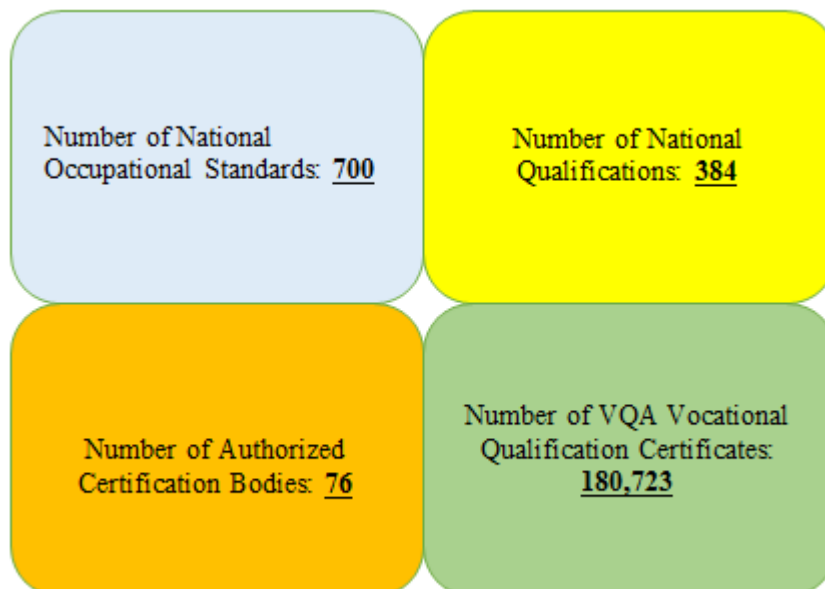 Number of National
Occupational Standards: 700
Number of National
Qualifications: 384
Number of Authorized
Certification Bodies: 76
Number of VQA Vocational
Qualification Certificates:
180,723